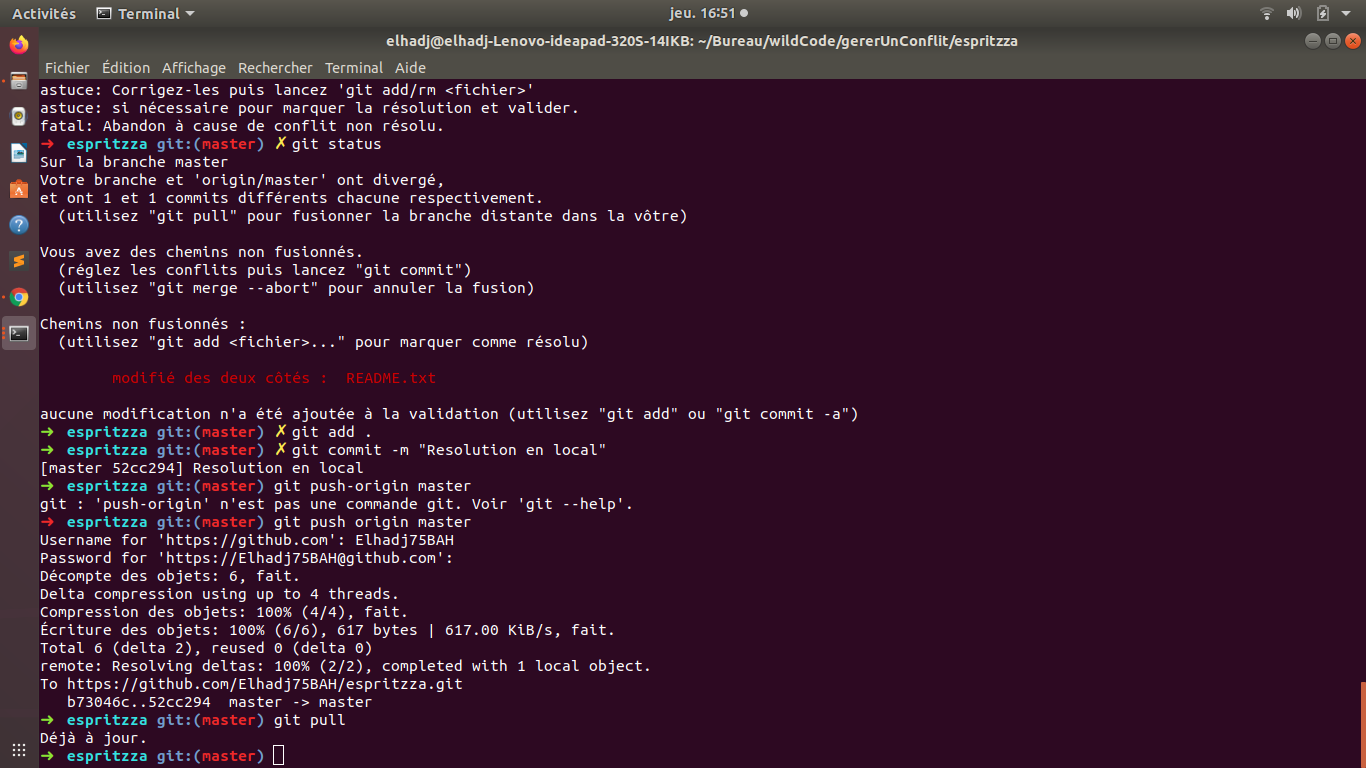 Activités Terminal jeu. 16:51
elhadj@elhadj-Lenovo-ideapad-320S-14IKB: ~/Bureau/wildCode/gererUnConflit/espritzza
Fichier Édition Affichage Rechercher Terminal Aide
astuce: Corrigez-les puis lancez 'git add/rm <fichier>'
astuce: si nécessaire pour marquer la résolution et valider.
fatal: Abandon à cause de conflit non résolu.
➜ espritzza git:(master) ✗ git status
Sur la branche master
Votre branche et 'origin/master' ont divergé,
et ont 1 et 1 commits différents chacune respectivement.
(utilisez "git pull" pour fusionner la branche distante dans la vôtre)
Vous avez des chemins non fusionnés.
(réglez les conflits puis lancez "git commit")
(utilisez "git merge --abort" pour annuler la fusion)
Chemins non fusionnés :
(utilisez "git add <fichier>..." pour marquer comme résolu)
modifié des deux côtés : README.txt
aucune modification n'a été ajoutée à la validation (utilisez "git add" ou "git commit -a")
➜ espritzza git:(master) ✗ git add .
➜ espritzza git:(master) ✗ git commit -m "Resolution en local"
[master 52cc294] Resolution en local
➜ espritzza git:(master) git push-origin master
git : 'push-origin' n'est pas une commande git. Voir 'git --help'.
➜ espritzza git:(master) git push origin master
Username for 'https://github.com': Elhadj75BAH
Password for 'https://Elhadj75BAH@github.com':
Décompte des objets: 6, fait.
Delta compression using up to 4 threads.
Compression des objets: 100% (4/4), fait.
Écriture des objets: 100% (6/6), 617 bytes | 617.00 KiB/s, fait.
Total 6 (delta 2), reused 0 (delta 0)
remote: Resolving deltas: 100% (2/2), completed with 1 local object.
To https://github.com/Elhadj75BAH/espritzza.git
b73046c..52cc294 master -> master
➜ espritzza git:(master) git pull
Déjà à jour.
➜ espritzza git:(master)